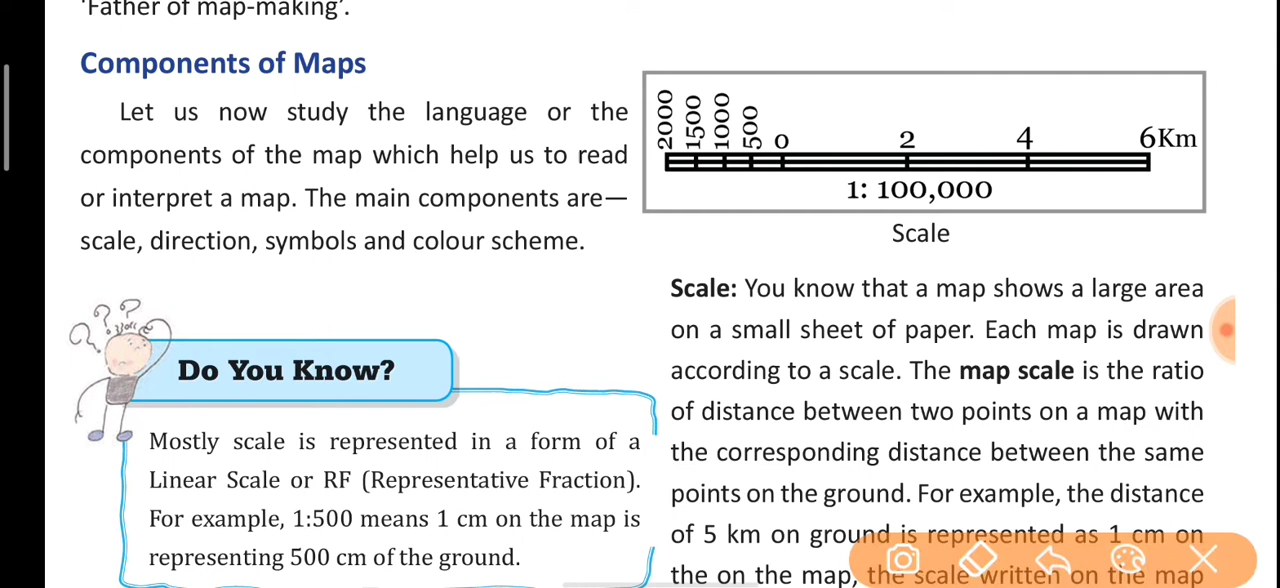 'Father of map-making'.
Components of Maps
Let us now study the language or the
components of the map which help us to read
or interpret a map. The main components are—
scale, direction, symbols and colour scheme.
2000 1500 1000 500 0 2 4 6Km
1: 100,000
Scale
Do You Know?
Mostly scale is represented in a form of a
Linear Scale or RF (Representative Fraction).
For example, 1:500 means 1 cm on the map is
representing 500 cm of the ground.
Scale: You know that a map shows a large area
on a small sheet of paper. Each map is drawn
according to a scale. The map scale is the ratio
of distance between two points on a map with
the corresponding distance between the same
points on the ground. For example, the distance
of 5 km on ground is represented as 1 cm on
the on the map, the scale written on the map